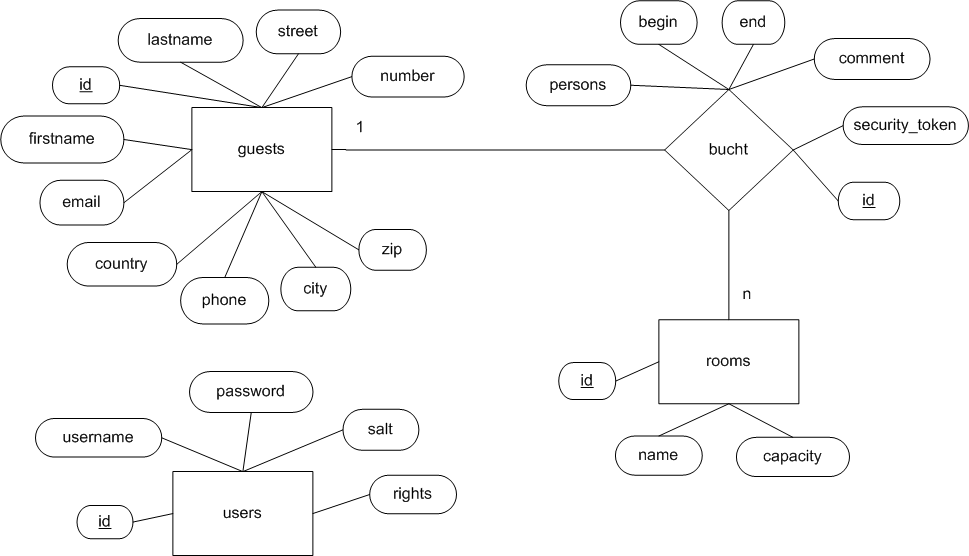 begin
end
street
lastname
comment
number
id
persons
security_token
1
firstname
guests
bucht
email
id
zip
country
city
phone
n
rooms
id
password
salt
username
name
capacity
rights
users
id